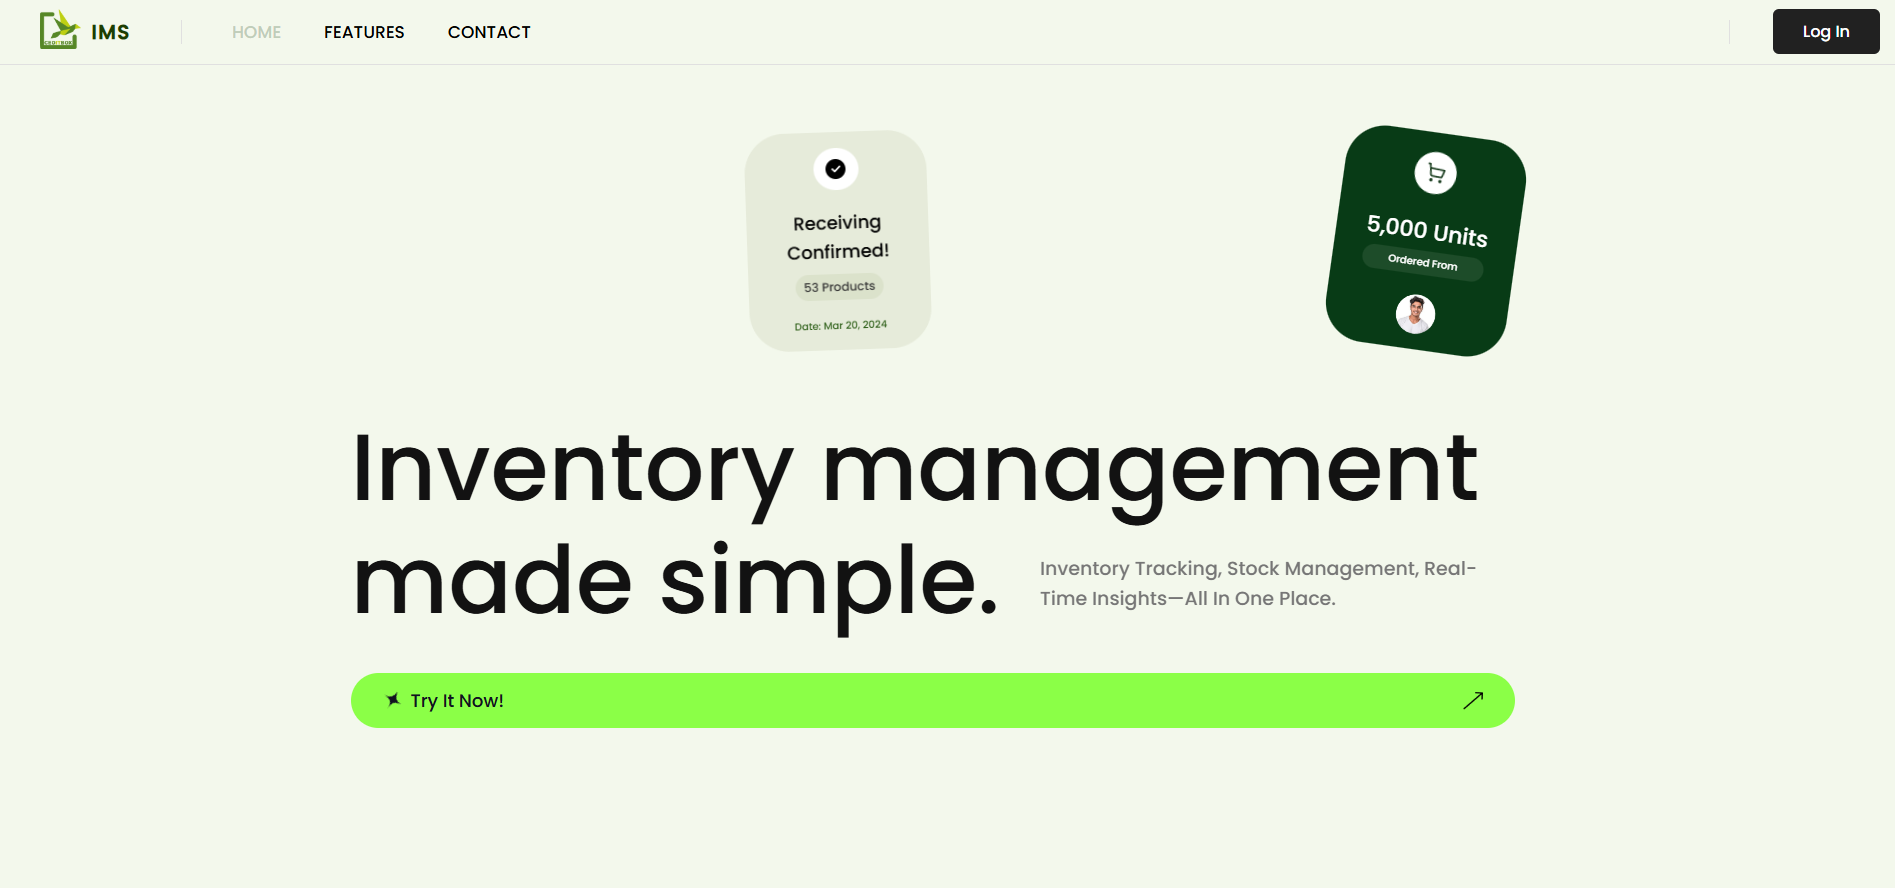 IMS
HOME
FEATURES
CONTACT
Log In
Receiving
Confirmed!
53 Products
Date: Mar 20, 2024
5,000 Units
Ordered From
Inventory management
made simple.
Inventory Tracking, Stock Management, Real-
Time Insights—All In One Place.
Try It Now!